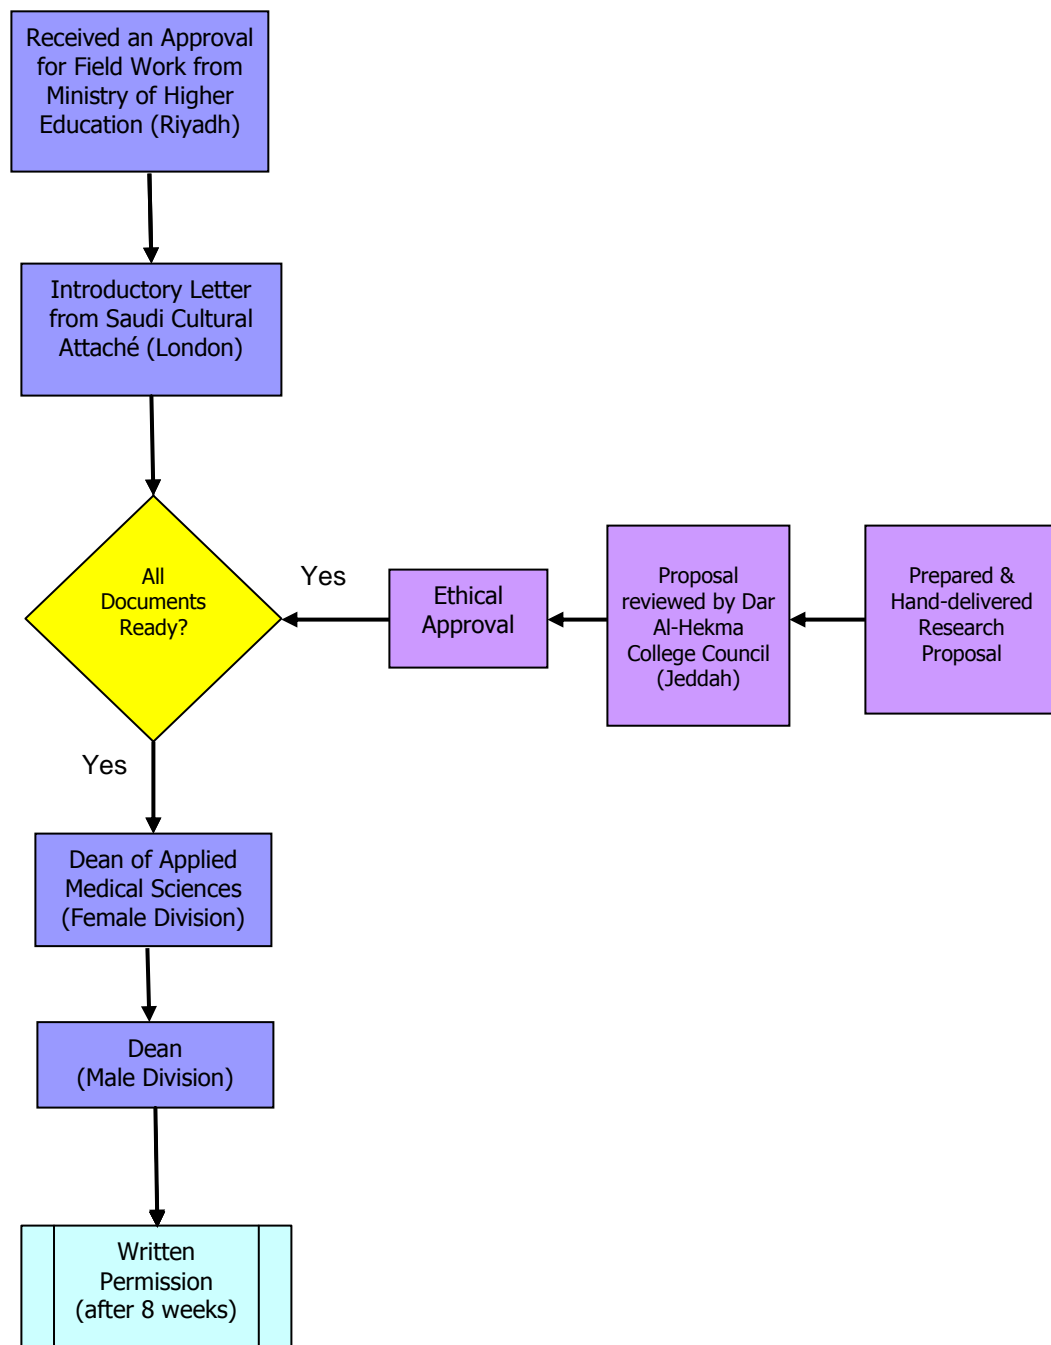 Received an Approval
for Field Work from
Ministry of Higher
Education (Riyadh)
Introductory Letter
from Saudi Cultural
Attaché (London)
All
Documents
Ready?
Yes
Ethical
Approval
Proposal
reviewed by Dar
Al-Hekma
College Council
(Jeddah)
Prepared &
Hand-delivered
Research
Proposal
Yes
Dean of Applied
Medical Sciences
(Female Division)
Dean
(Male Division)
Written
Permission
(after 8 weeks)